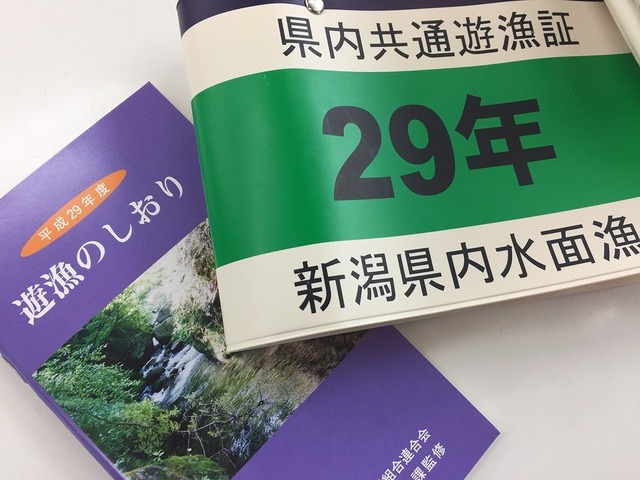 県内共通遊漁証
29年
新潟県内水面漁
平成29年度
遊漁のしおり
組合連合会
課監修